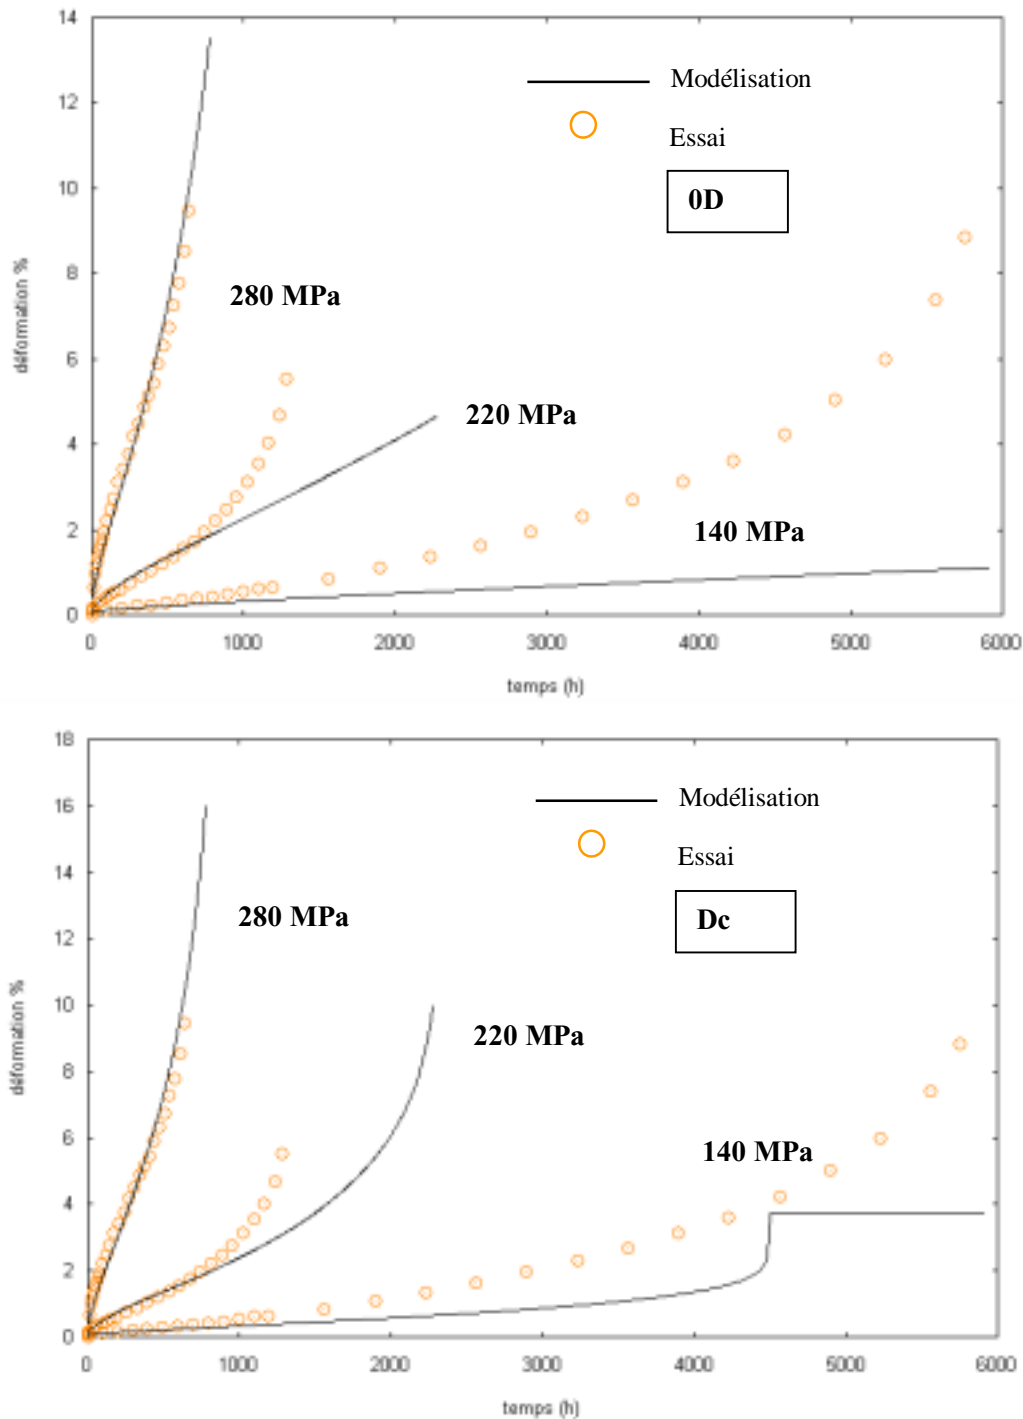 14
12
10
8
6
4
2
0
déformation %
Modélisation
Essai
0D
280 MPa
220 MPa
140 MPa
0 1000 2000 3000 4000 5000 6000
temps (h)
18
16
14
12
10
8
6
4
2
0
déformation %
Modélisation
Essai
Dc
280 MPa
220 MPa
140 MPa
0 1000 2000 3000 4000 5000 6000
temps (h)